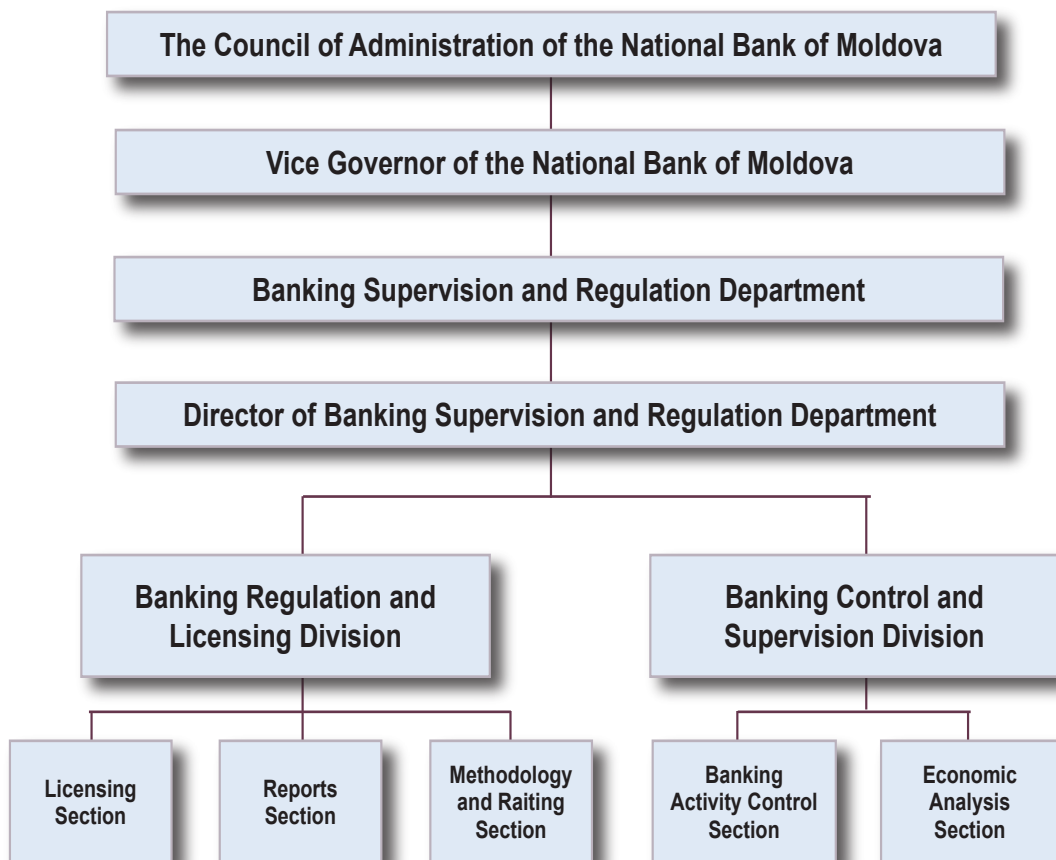 The Council of Administration of the National Bank of Moldova
Vice Governor of the National Bank of Moldova
Banking Supervision and Regulation Department
Director of Banking Supervision and Regulation Department
Banking Regulation and
Licensing Division
Banking Control and
Supervision Division
Licensing
Section
Reports
Section
Methodology
and Raiting
Section
Banking
Activity Control
Section
Economic
Analysis
Section